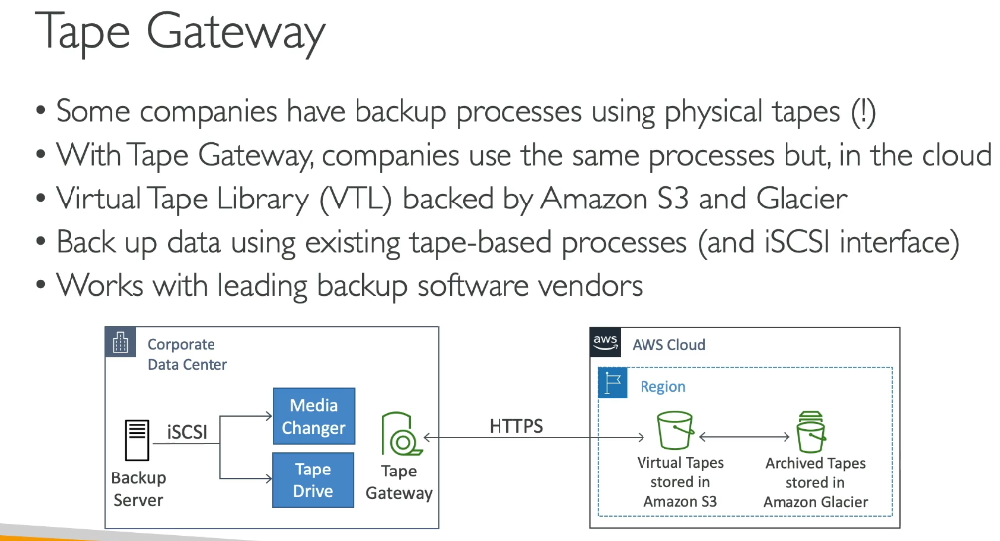 Tape Gateway
• Some companies have backup processes using physical tapes (!)
• With Tape Gateway, companies use the same processes but, in the cloud
• Virtual Tape Library (VTL) backed by Amazon S3 and Glacier
• Back up data using existing tape-based processes (and iSCSI interface)
• Works with leading backup software vendors
Corporate
Data Center
Backup
Server
iSCSI
Media
Changer
Tape
Drive
Tape
Gateway
HTTPS
aws
AWS Cloud
Region
Virtual Tapes
stored in
Amazon S3
Archived Tapes
stored in
Amazon Glacier